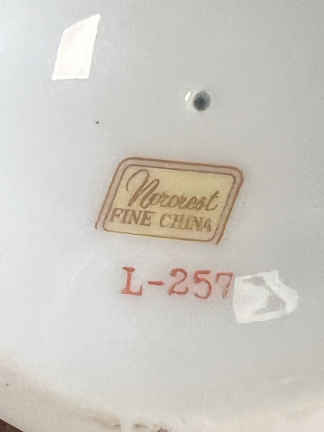 Norcrest
FINE CHINA
L-257